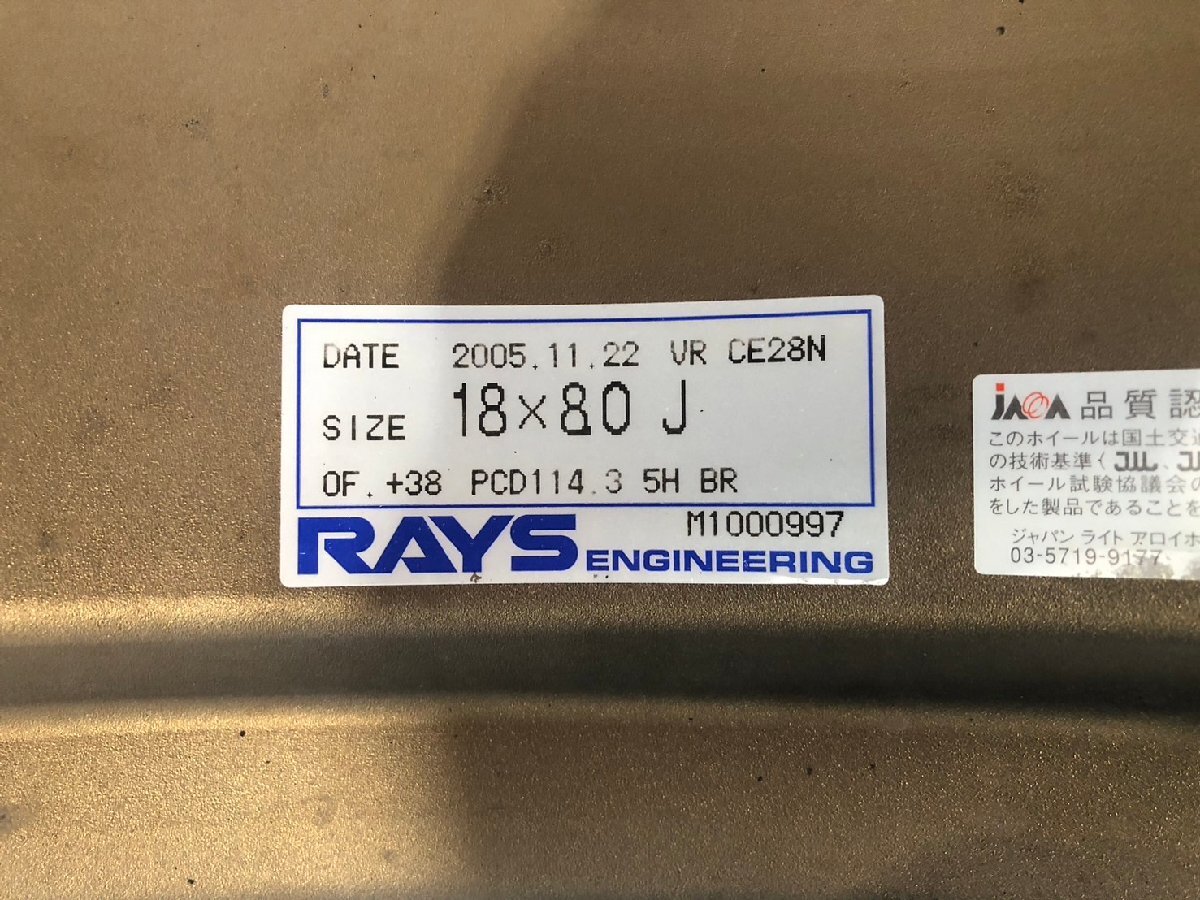 DATE 2005.11.22 VR CE28N
SIZE 18×8.0 J
OF. +38 PCD114.3 5H BR
RAYS ENGINEERING M1000997
JAWA 品質認
このホイールは国土交通
の技術基準（JWL、J
ホイール試験協議会の
をした製品であることを
ジャパン ライト アロイホ
03-5719-9177